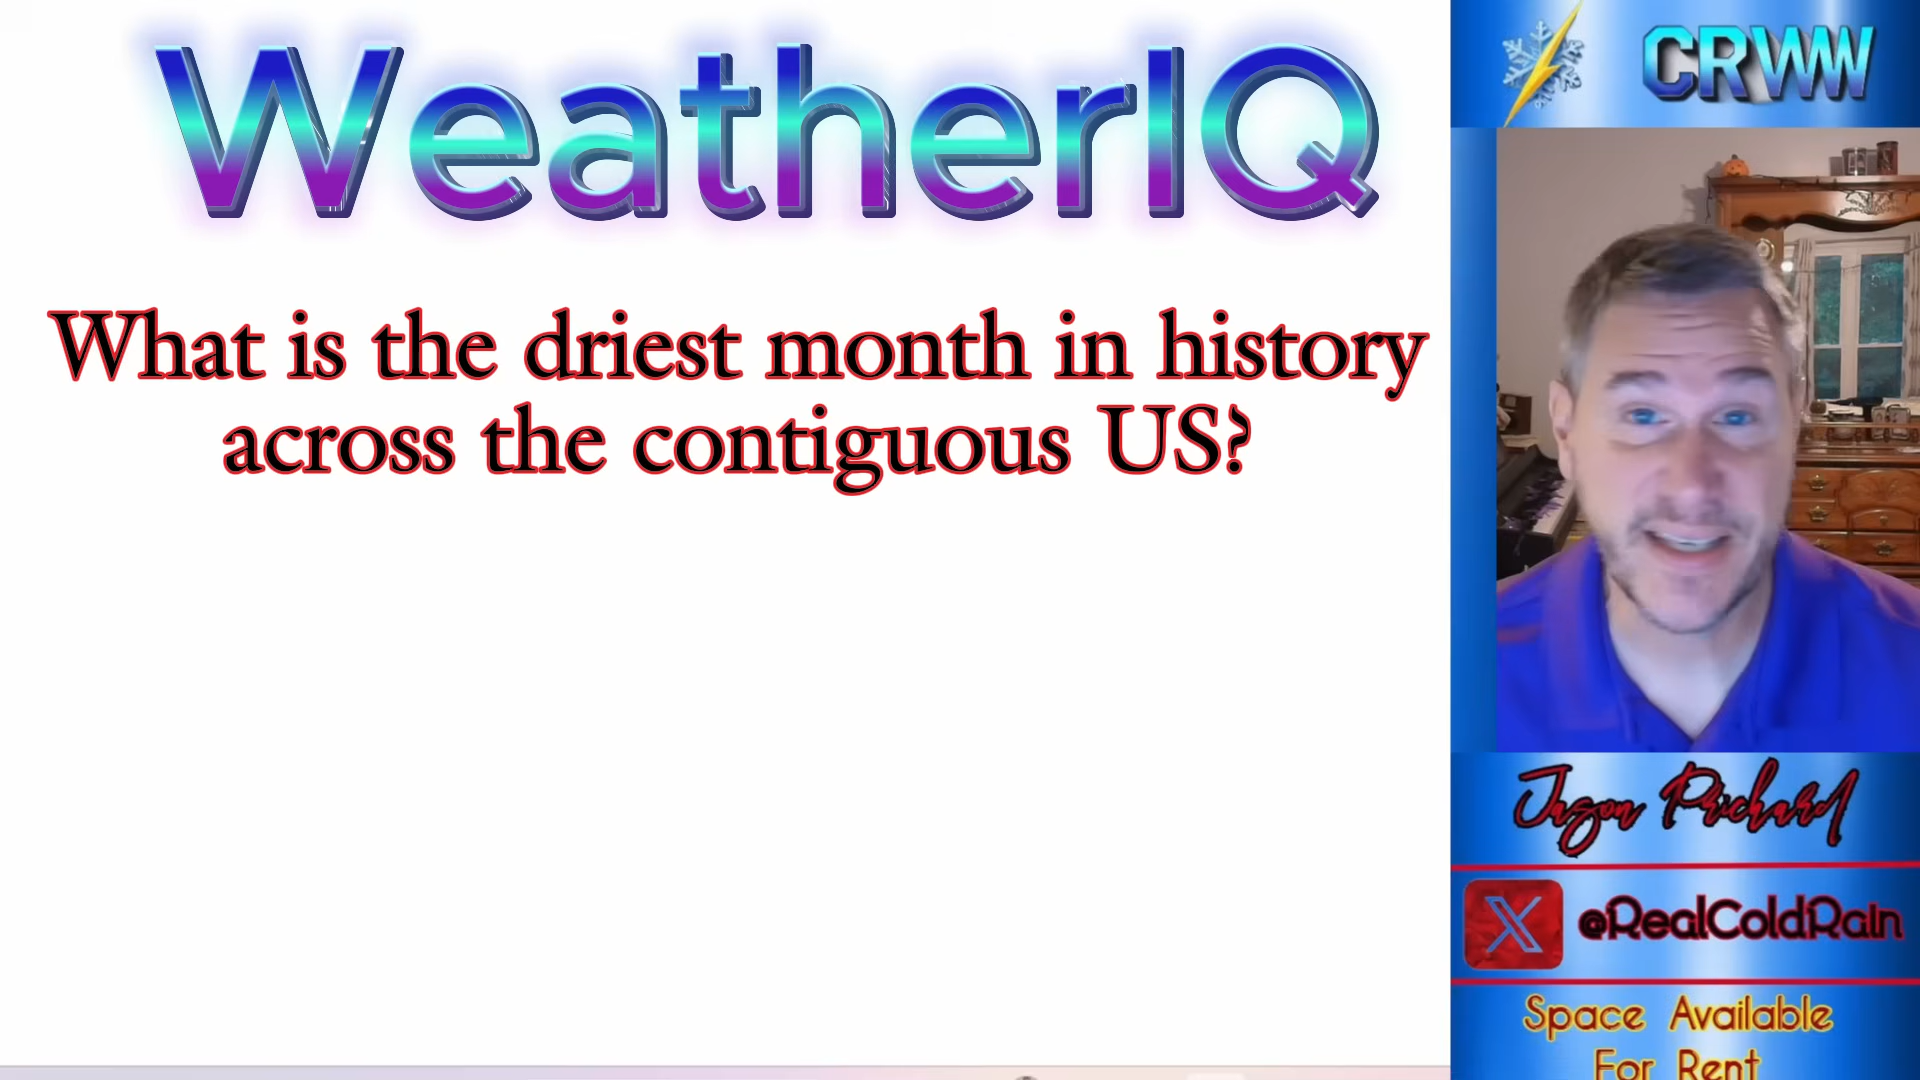 WeatherIQ
What is the driest month in history
across the contiguous US?
CRWW
Jason Prichard
X @RealColdRain
Space Available
For Rent